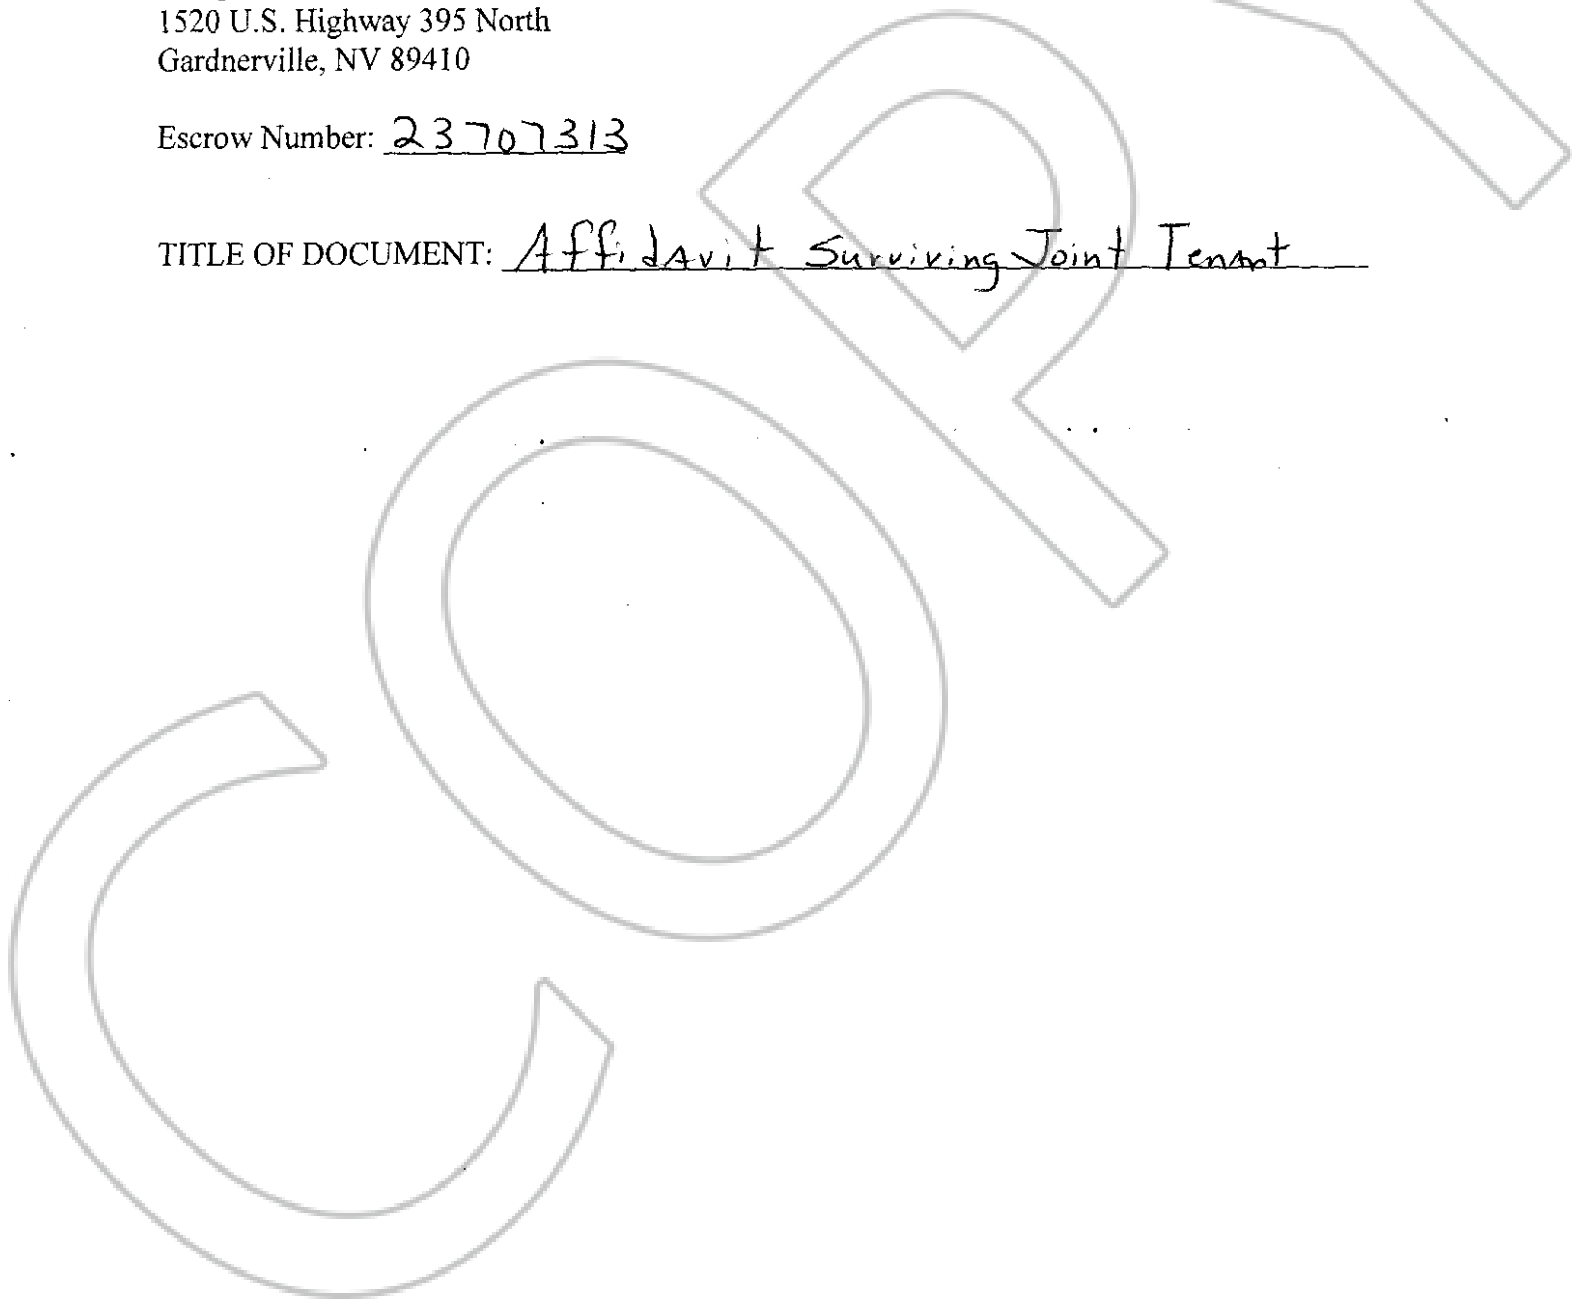 1520 U.S. Highway 395 North
Gardnerville, NV 89410
Escrow Number: 23707313
TITLE OF DOCUMENT: Affidavit Surviving Joint Tenant
COPY